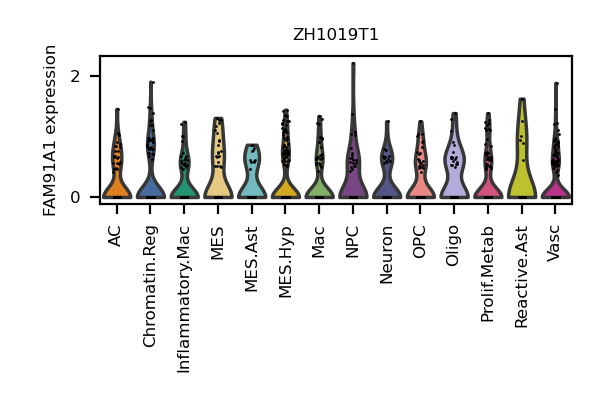 ZH1019T1
FAM91A1 expression
2
0
AC
Chromatin.Reg
Inflammatory.Mac
MES
MES.Ast
MES.Hyp
Mac
NPC
Neuron
OPC
Oligo
Prolif.Metab
Reactive.Ast
Vasc